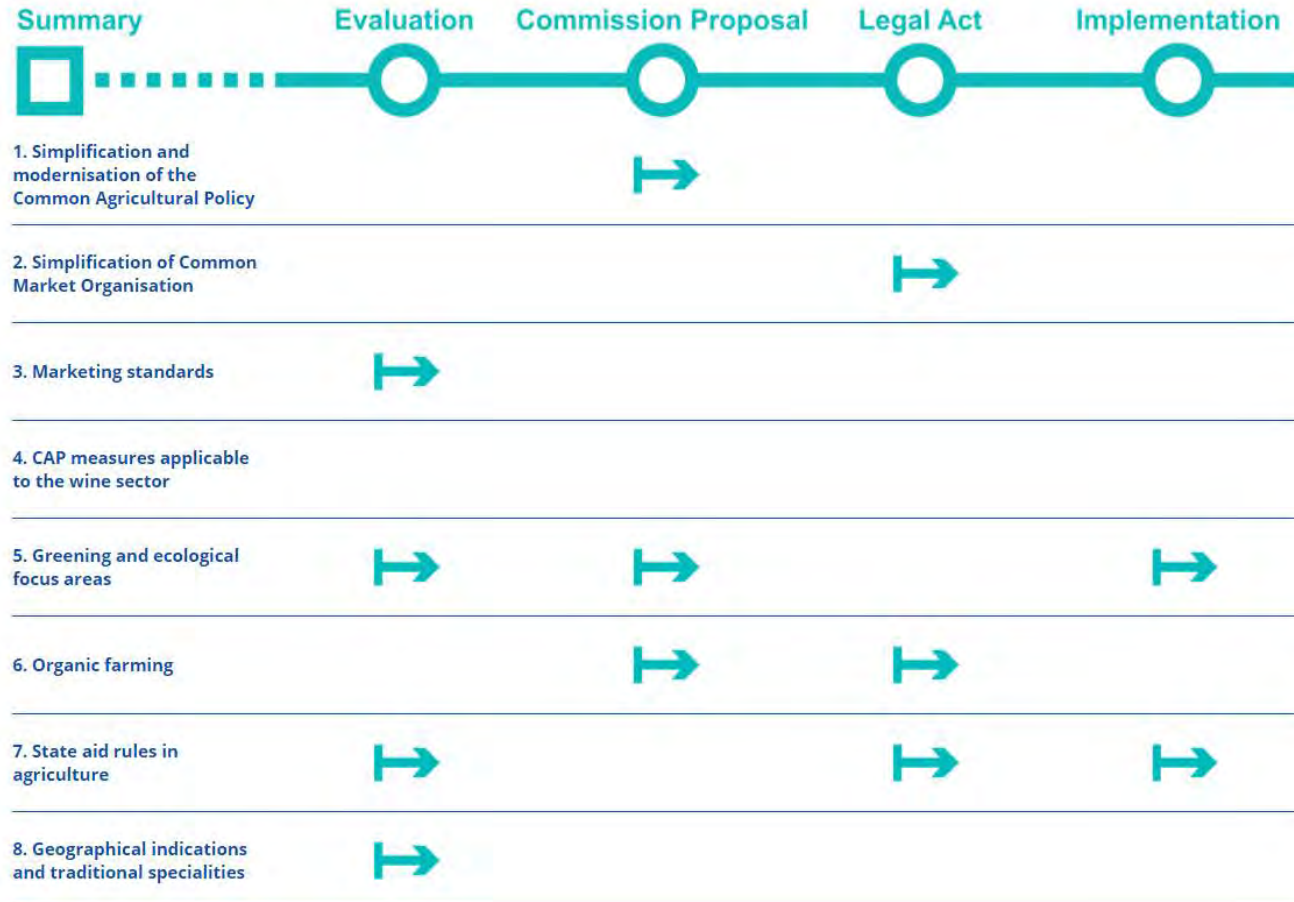 Summary
Evaluation
Commission Proposal
Legal Act
Implementation
1. Simplification and
modernisation of the
Common Agricultural Policy
2. Simplification of Common
Market Organisation
3. Marketing standards
4. CAP measures applicable
to the wine sector
5. Greening and ecological
focus areas
6. Organic farming
7. State aid rules in
agriculture
8. Geographical indications
and traditional specialities